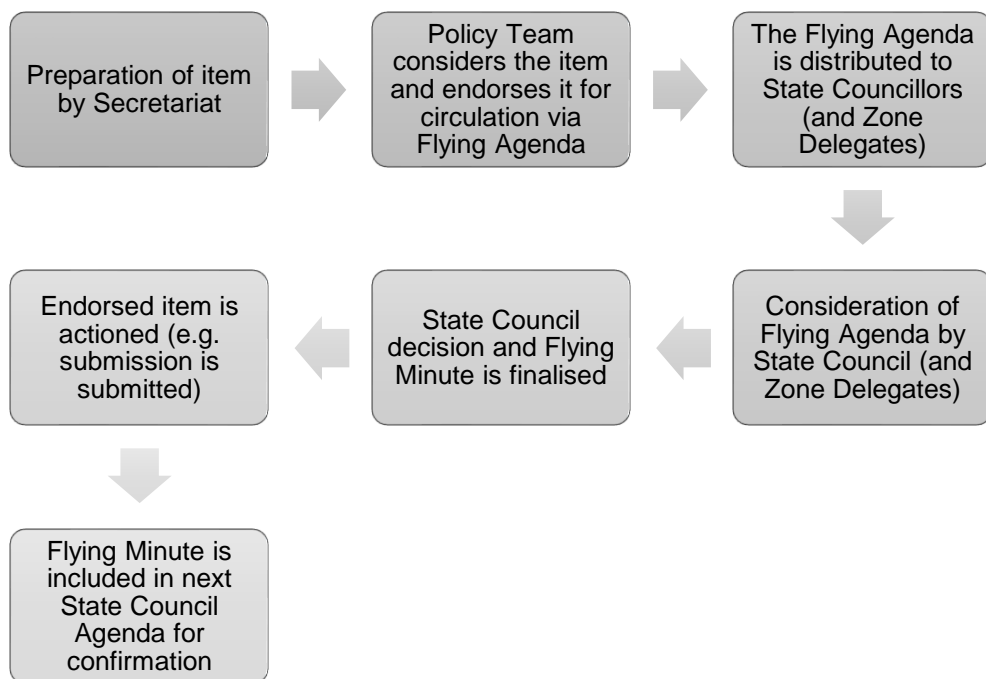 Preparation of item
by Secretariat
Policy Team
considers the item
and endorses it for
circulation via
Flying Agenda
The Flying Agenda
is distributed to
State Councillors
(and Zone
Delegates)
Consideration of
Flying Agenda by
State Council (and
Zone Delegates)
State Council
decision and Flying
Minute is finalised
Endorsed item is
actioned (e.g.
submission is
submitted)
Flying Minute is
included in next
State Council
Agenda for
confirmation